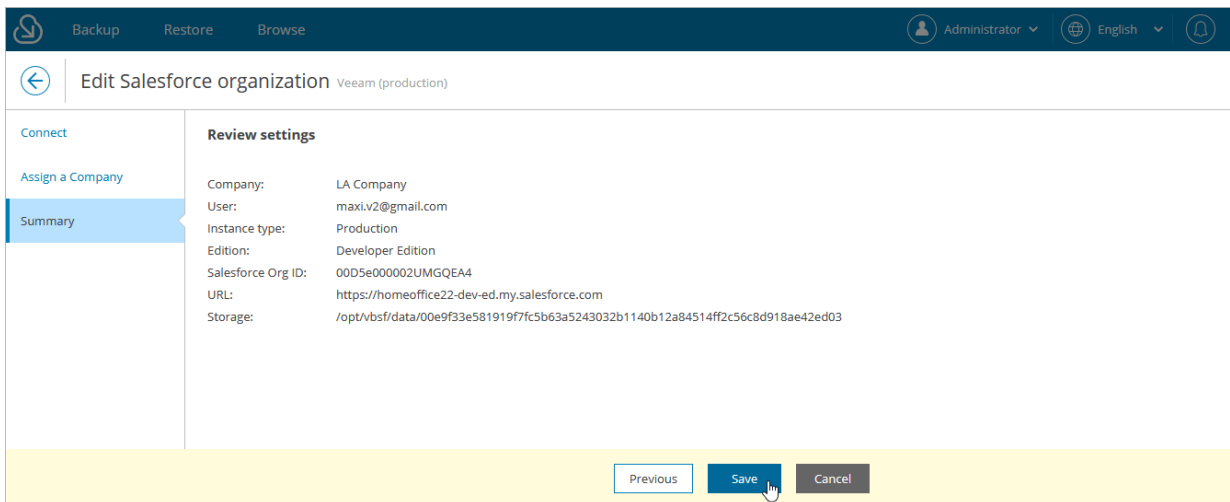 Backup Restore Browse Administrator English
Edit Salesforce organization Veeam (production)
Connect
Assign a Company
Summary
Review settings
Company: LA Company
User: maxi.v2@gmail.com
Instance type: Production
Edition: Developer Edition
Salesforce Org ID: 00D5e000002UMGQEA4
URL: https://homeoffice22-dev-ed.my.salesforce.com
Storage: /opt/vbsf/data/00e9f33e581919f7fc5b63a5243032b1140b12a84514ff2c56c8d918ae42ed03
Previous Save Cancel